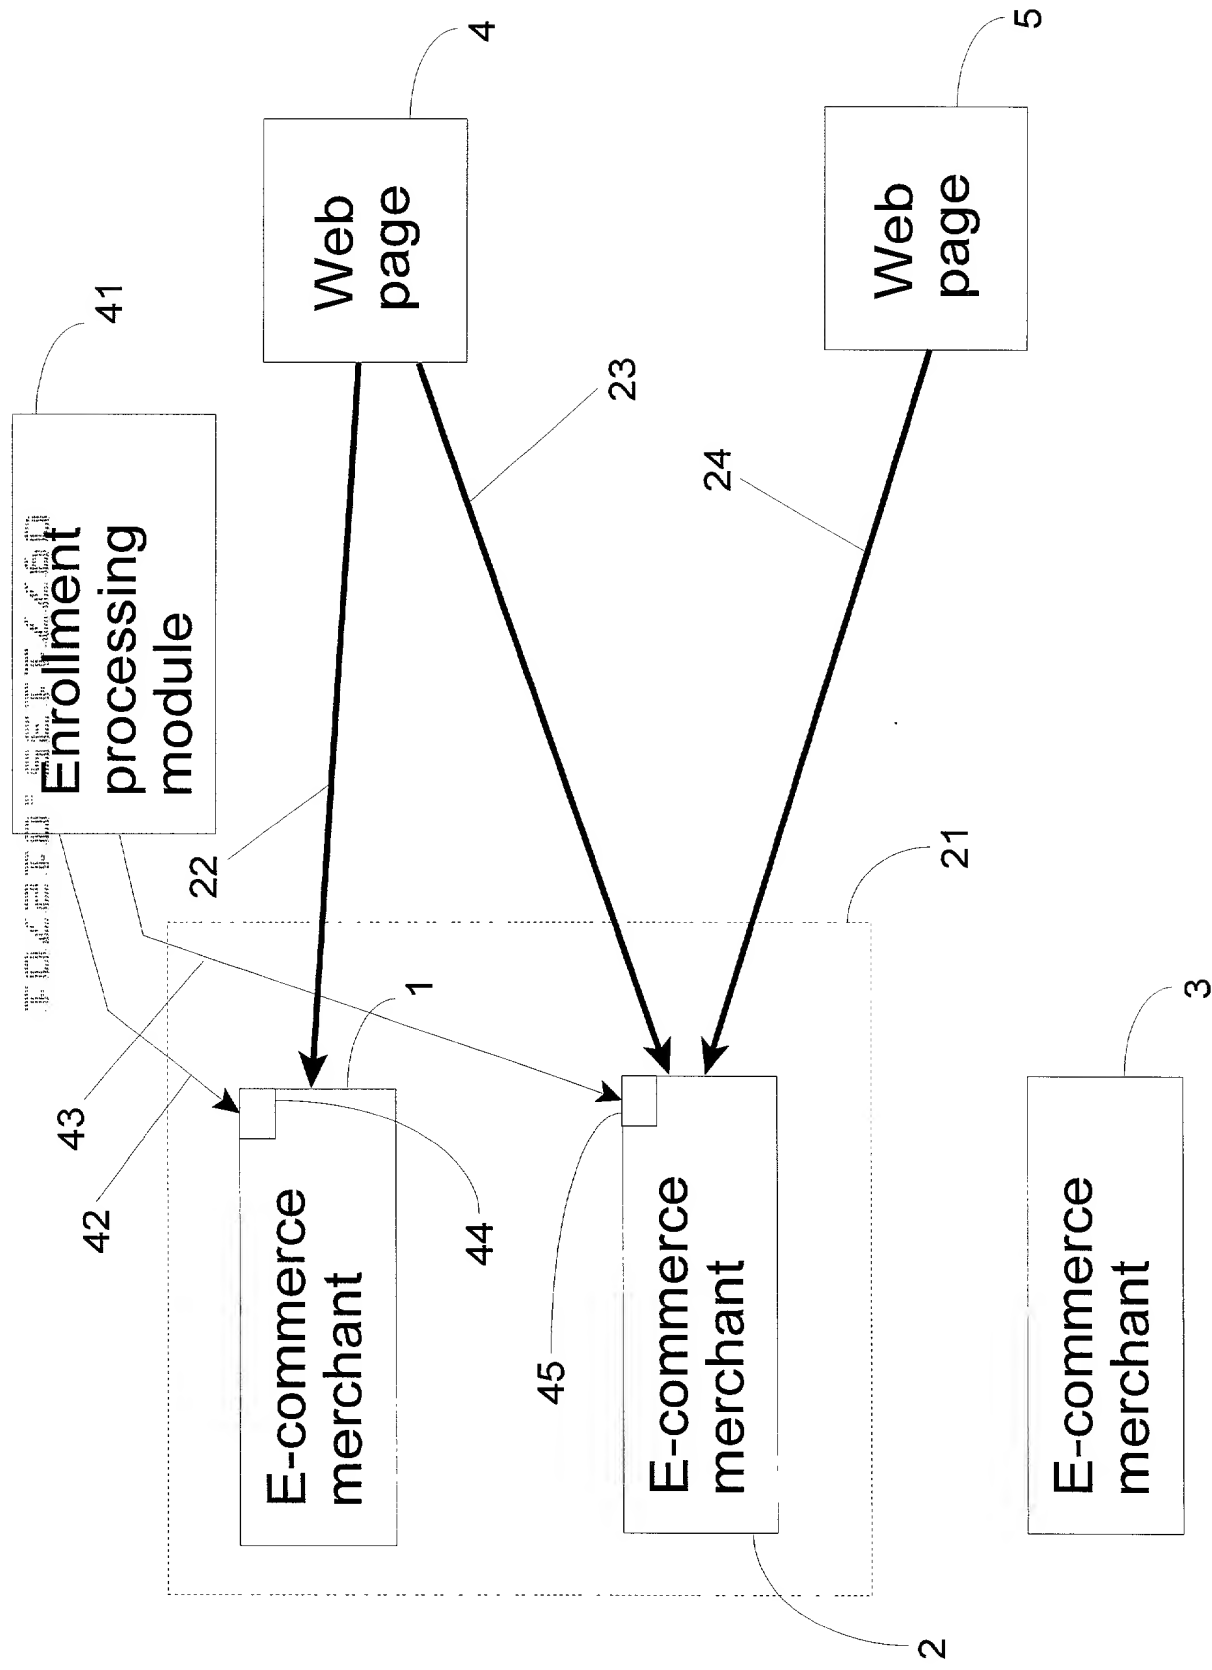 Enrollment
processing
module
41
42
43
22
E-commerce
merchant
1
44
Web
page
4
23
45
E-commerce
merchant
2
24
21
Web
page
5
E-commerce
merchant
3